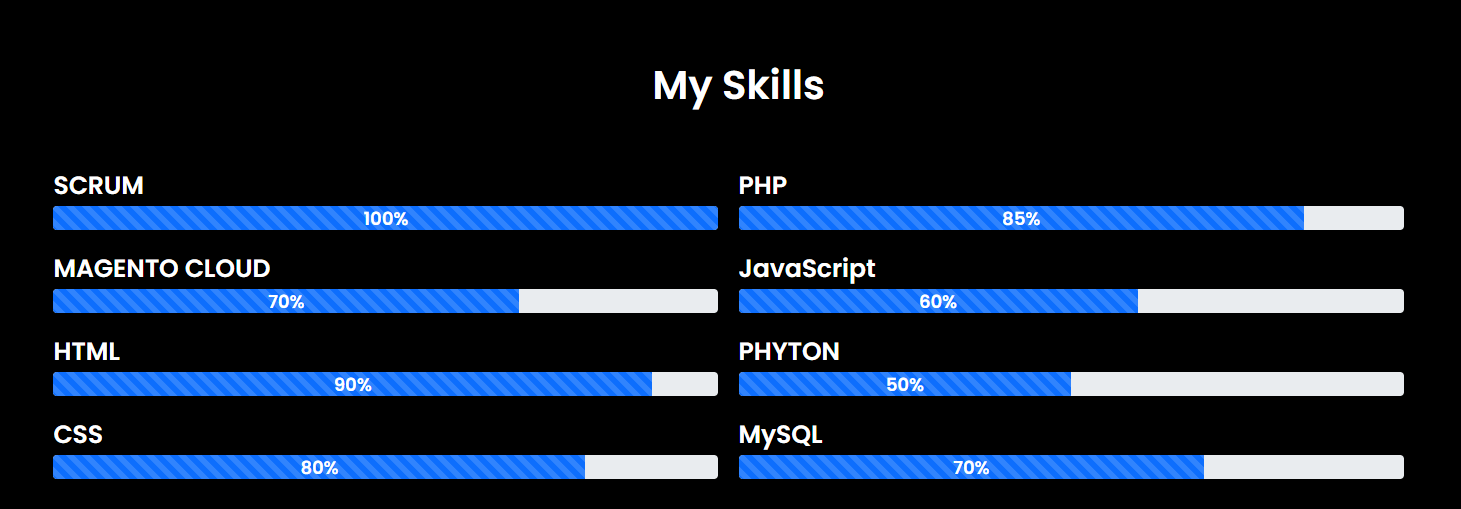 My Skills
SCRUM
100%
MAGENTO CLOUD
70%
HTML
90%
CSS
80%
PHP
85%
JavaScript
60%
PHYTON
50%
MySQL
70%